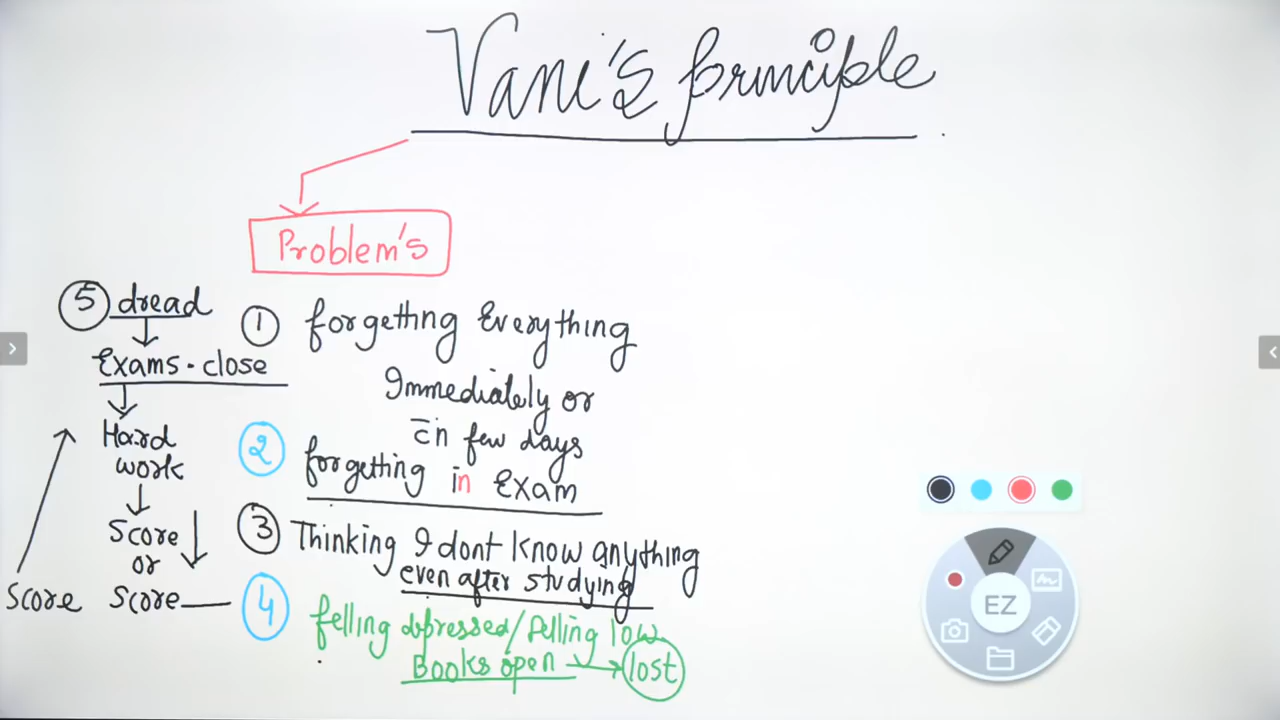 Vani's principle
Problem's
① forgetting Everything
Immediately or
in few days
② forgetting in Exam
③ Thinking I dont know anything
even after studying
④ felling depressed/felling low
Books open → lost
⑤ dread
Exams. close
Hard
work
Score
or
Score
Score
EZ